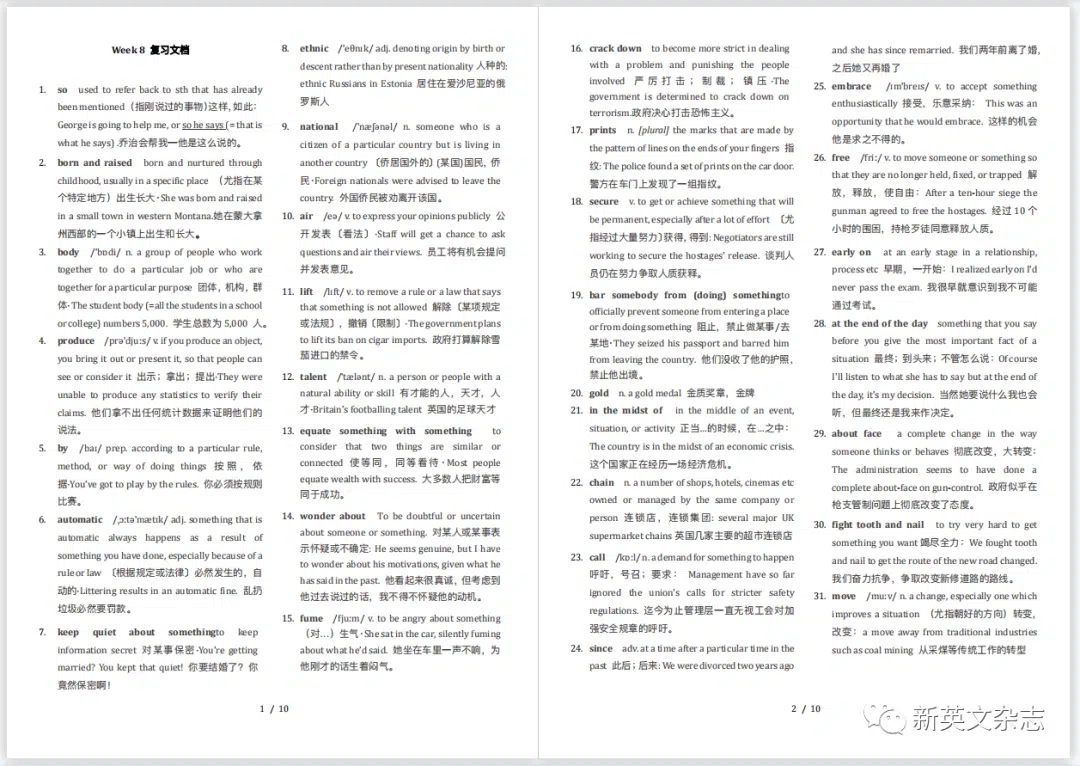 Week 8 复习文档
1. so used to refer back to sth that has already
been mentioned（指刚说过的事物）这样, 如此:
George is going to help me, or so he says (= that is
what he says) .乔治会帮我一他是这么说的。
2. born and raised born and nurtured through
childhood, usually in a specific place （尤指在某
个特定地方）出生长大·She was born and raised
in a small town in western Montana.她在蒙大拿
州西部的一个小镇上出生和长大。
3. body /ˈbɒdi/ n. a group of people who work
together to do a particular job or who are
together for a particular purpose 团体，机构，群
体· The student body (=all the students in a school
or college) numbers 5,000. 学生总数为 5,000 人。
4. produce /prəˈdjuːs/ v. if you produce an object,
you bring it out or present it, so that people can
see or consider it 出示；拿出；提出·They were
unable to produce any statistics to verify their
claims. 他们拿不出任何统计数据来证明他们的
说法。
5. by /baɪ/ prep. according to a particular rule,
method, or way of doing things 按照，依
据·You've got to play by the rules. 你必须按规则
比赛。
6. automatic /ˌɔːtəˈmætɪk/ adj. something that is
automatic always happens as a result of
something you have done, especially because of a
rule or law 〔根据规定或法律〕必然发生的，自
动的·Littering results in an automatic fine. 乱扔
垃圾必然要罚款。
7. keep quiet about somethingto keep
information secret 对某事保密·You're getting
married? You kept that quiet! 你要结婚了？你
竟然保密啊！
8. ethnic /ˈeθnɪk/ adj. denoting origin by birth or
descent rather than by present nationality 人种的:
ethnic Russians in Estonia 居住在爱沙尼亚的俄
罗斯人
9. national /ˈnæʃənəl/ n. someone who is a
citizen of a particular country but is living in
another country 〔侨居国外的〕(某国)国民, 侨
民·Foreign nationals were advised to leave the
country. 外国侨民被劝离开该国。
10. air /eə/ v. to express your opinions publicly 公
开发表〔看法〕·Staff will get a chance to ask
questions and air their views. 员工将有机会提问
并发表意见。
11. lift /lɪft/ v. to remove a rule or a law that says
that something is not allowed 解除〔某项规定
或法规〕，撤销〔限制〕·The government plans
to lift its ban on cigar imports. 政府打算解除雪
茄进口的禁令。
12. talent /ˈtælənt/ n. a person or people with a
natural ability or skill 有才能的人，天才，人
才·Britain's footballing talent 英国的足球天才
13. equate something with something to
consider that two things are similar or
connected 使等同，同等看待·Most people
equate wealth with success. 大多数人把财富等
同于成功。
14. wonder about To be doubtful or uncertain
about someone or something. 对某人或某事表
示怀疑或不确定: He seems genuine, but I have
to wonder about his motivations, given what he
has said in the past. 他看起来很真诚，但考虑到
他过去说过的话，我不得不怀疑他的动机。
15. fume /fjuːm/ v. to be angry about something
（对…）生气·She sat in the car, silently fuming
about what he'd said. 她坐在车里一声不响，为
他刚才的话生着闷气。
1 / 10
16. crack down to become more strict in dealing
with a problem and punishing the people
involved 严厉打击；制裁；镇压·The
government is determined to crack down on
terrorism.政府决心打击恐怖主义。
17. prints n. [plural] the marks that are made by
the pattern of lines on the ends of your fingers 指
纹: The police found a set of prints on the car door.
警方在车门上发现了一组指纹。
18. secure v. to get or achieve something that will
be permanent, especially after a lot of effort 〔尤
指经过大量努力〕获得, 得到: Negotiators are still
working to secure the hostages' release. 谈判人
员仍在努力争取人质获释。
19. bar somebody from (doing) somethingto
officially prevent someone from entering a place
or from doing something 阻止，禁止做某事/去
某地·They seized his passport and barred him
from leaving the country. 他们没收了他的护照，
禁止他出境。
20. gold n. a gold medal 金质奖章，金牌
21. in the midst of in the middle of an event,
situation, or activity 正当...的时候，在...之中:
The country is in the midst of an economic crisis.
这个国家正在经历一场经济危机。
22. chain n. a number of shops, hotels, cinemas etc
owned or managed by the same company or
person 连锁店，连锁集团: several major UK
supermarket chains 英国几家主要的超市连锁店
23. call /kɔːl/ n. a demand for something to happen
呼吁，号召；要求: Management have so far
ignored the union's calls for stricter safety
regulations. 迄今为止管理层一直无视工会对加
强安全规章的呼吁。
24. since adv. at a time after a particular time in the
past 此后；后来: We were divorced two years ago
and she has since remarried. 我们两年前离了婚,
之后她又再婚了
25. embrace /ɪmˈbreɪs/ v. to accept something
enthusiastically 接受，乐意采纳: This was an
opportunity that he would embrace. 这样的机会
他是求之不得的。
26. free /friː/ v. to move someone or something so
that they are no longer held, fixed, or trapped 解
放，释放，使自由: After a ten-hour siege the
gunman agreed to free the hostages. 经过 10 个
小时的围困，持枪歹徒同意释放人质。
27. early on at an early stage in a relationship,
process etc 早期，一开始: I realized early on I'd
never pass the exam. 我很早就意识到我不可能
通过考试。
28. at the end of the day something that you say
before you give the most important fact of a
situation 最终；到头来；不管怎么说: Of course
I'll listen to what she has to say but at the end of
the day, it's my decision. 当然她要说什么我也会
听，但最终还是我来作决定。
29. about face a complete change in the way
someone thinks or behaves 彻底改变，大转变:
The administration seems to have done a
complete about-face on gun-control. 政府似乎在
枪支管制问题上彻底改变了态度。
30. fight tooth and nail to try very hard to get
something you want 竭尽全力: We fought tooth
and nail to get the route of the new road changed.
我们奋力抗争，争取改变新修道路的路线。
31. move /muːv/ n. a change, especially one which
improves a situation （尤指朝好的方向）转变,
改变: a move away from traditional industries
such as coal mining 从采煤等传统工作的转型
2 / 10
新英文杂志